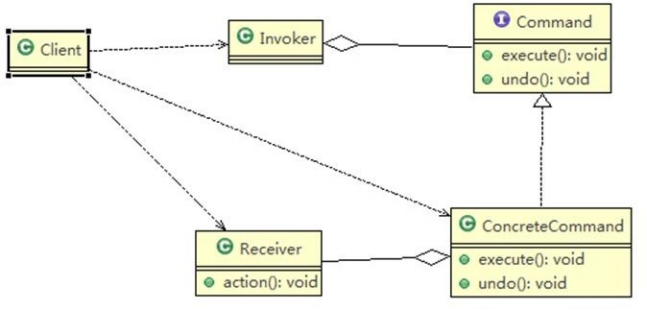 C Client
C Invoker
I Command
execute(): void
undo(): void
C Receiver
action(): void
C ConcreteCommand
execute(): void
undo(): void